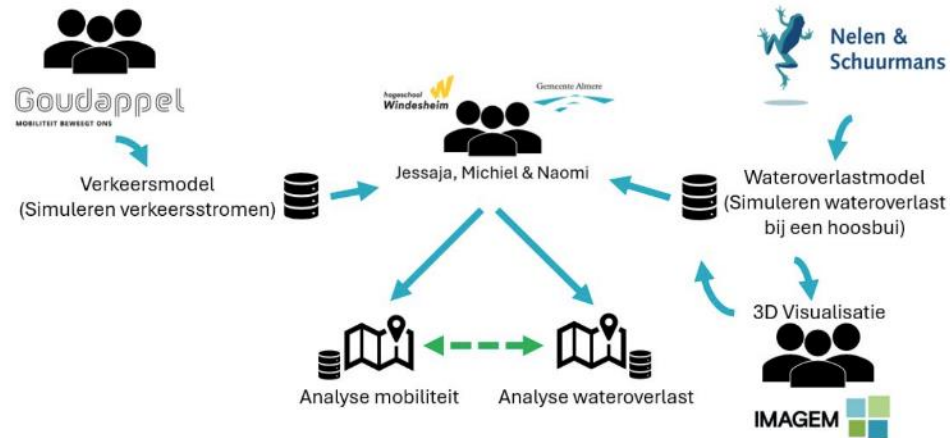 Goudappel
MOBILITEIT BEWEEGT ONS
Verkeersmodel
(Simuleren verkeersstromen)
hogeschool
Windesheim
Gemeente Almere
Jessaja, Michiel & Naomi
Nelen &
Schuurmans
Wateroverlastmodel
(Simuleren wateroverlast
bij een hoosbui)
3D Visualisatie
IMAGEM
Analyse mobiliteit
Analyse wateroverlast